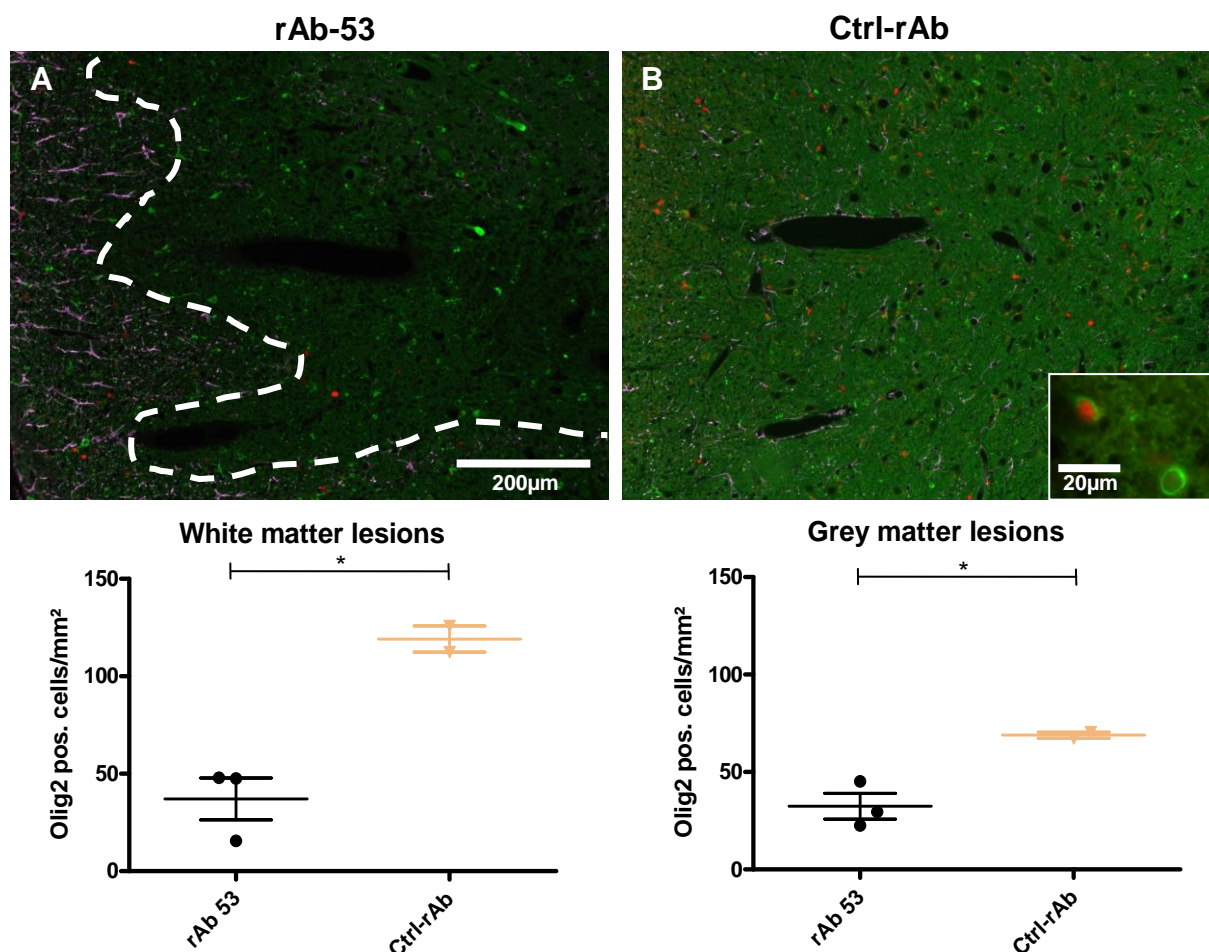 rAb-53
Ctrl-rAb
A
B
200µm
20µm
White matter lesions
*
Olig2 pos. cells/mm²
150
100
50
0
rAb 53
Ctrl-rAb
Grey matter lesions
*
Olig2 pos. cells/mm²
150
100
50
0
rAb 53
Ctrl-rAb